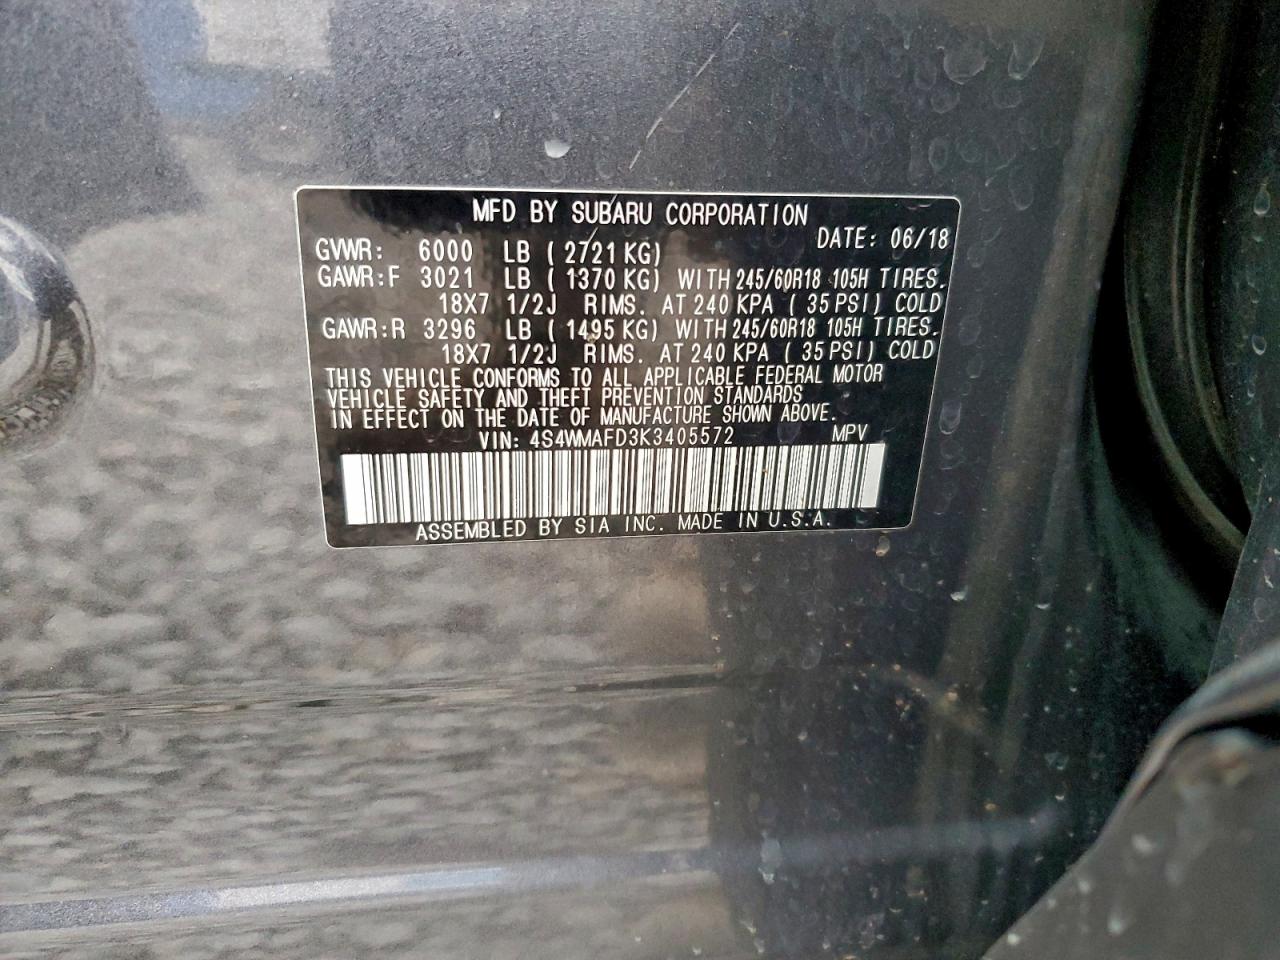 MFD BY SUBARU CORPORATION
DATE: 06/18
GVWR: 6000 LB ( 2721 KG)
GAWR:F 3021 LB ( 1370 KG) WITH 245/60R18 105H TIRES.
18X7 1/2J RIMS. AT 240 KPA ( 35 PSI) COLD
GAWR:R 3296 LB ( 1495 KG) WITH 245/60R18 105H TIRES.
18X7 1/2J RIMS. AT 240 KPA ( 35 PSI) COLD
THIS VEHICLE CONFORMS TO ALL APPLICABLE FEDERAL MOTOR
VEHICLE SAFETY AND THEFT PREVENTION STANDARDS
IN EFFECT ON THE DATE OF MANUFACTURE SHOWN ABOVE.
VIN: 4S4WMAFD3K3405572 MPV
ASSEMBLED BY SIA INC. MADE IN U.S.A.